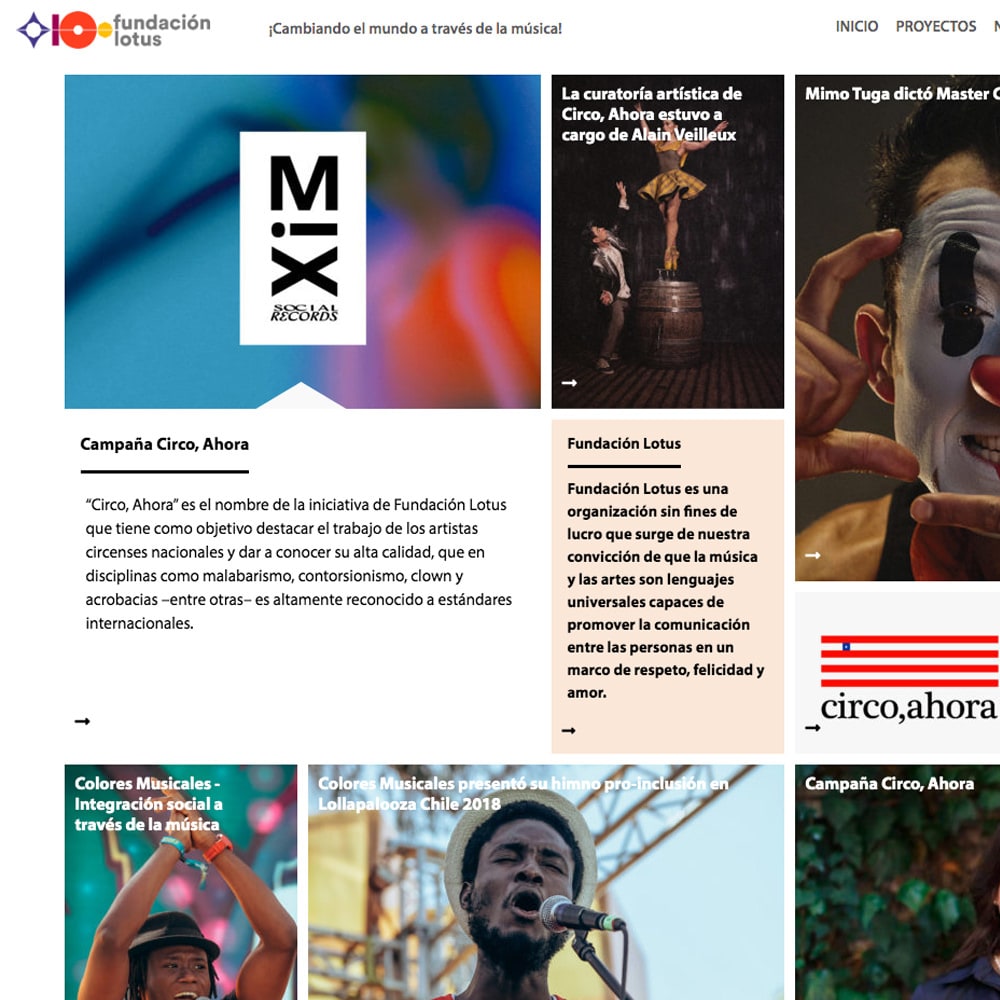 fundación
lotus
¡Cambiando el mundo a través de la música!
INICIO
PROYECTOS
N
MiX
SOCIAL
RECORDS
La curatoría artística de
Circo, Ahora estuvo a
cargo de Alain Veilleux
Mimo Tuga dictó Master C
Campaña Circo, Ahora
“Circo, Ahora” es el nombre de la iniciativa de Fundación Lotus
que tiene como objetivo destacar el trabajo de los artistas
circenses nacionales y dar a conocer su alta calidad, que en
disciplinas como malabarismo, contorsionismo, clown y
acrobacias –entre otras– es altamente reconocido a estándares
internacionales.
Fundación Lotus
Fundación Lotus es una
organización sin fines de
lucro que surge de nuestra
convicción de que la música
y las artes son lenguajes
universales capaces de
promover la comunicación
entre las personas en un
marco de respeto, felicidad y
amor.
circo,ahora
Colores Musicales -
Integración social a
través de la música
Colores Musicales presentó su himno pro-inclusión en
Lollapalooza Chile 2018
Campaña Circo, Ahora